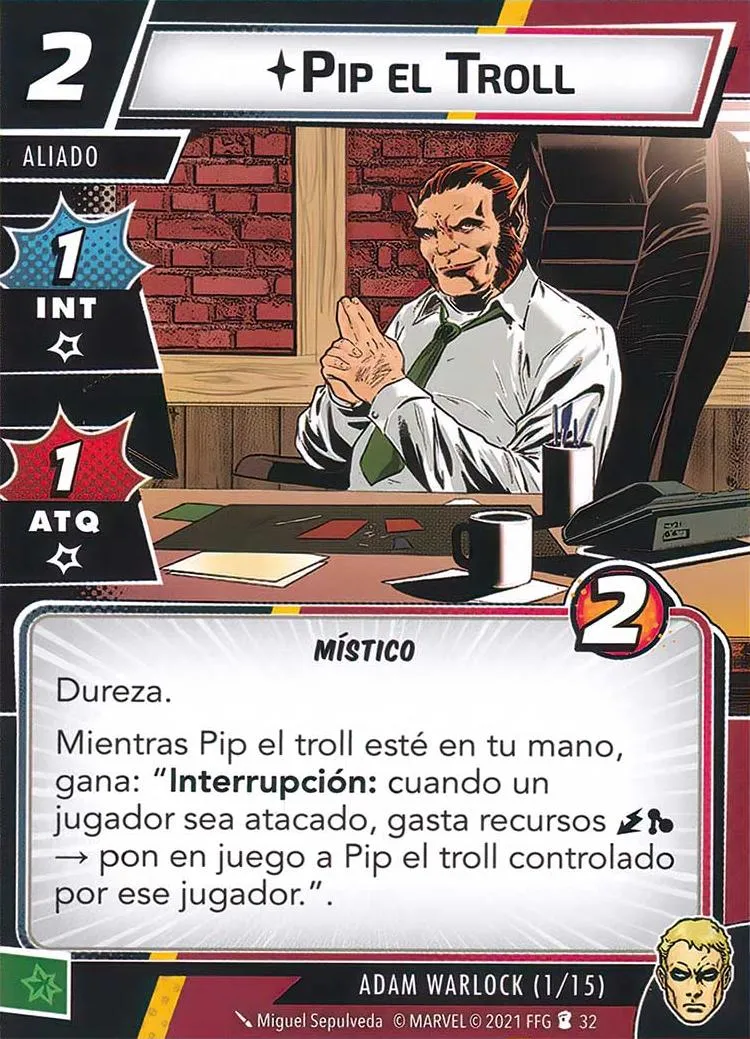 2
PIP EL TROLL
ALIADO
1
INT
1
ATQ
2
MÍSTICO
Dureza.
Mientras Pip el troll esté en tu mano,
gana: “Interrupción: cuando un
jugador sea atacado, gasta recursos
→ pon en juego a Pip el troll controlado
por ese jugador.”.
ADAM WARLOCK (1/15)
Miguel Sepulveda © MARVEL © 2021 FFG 32